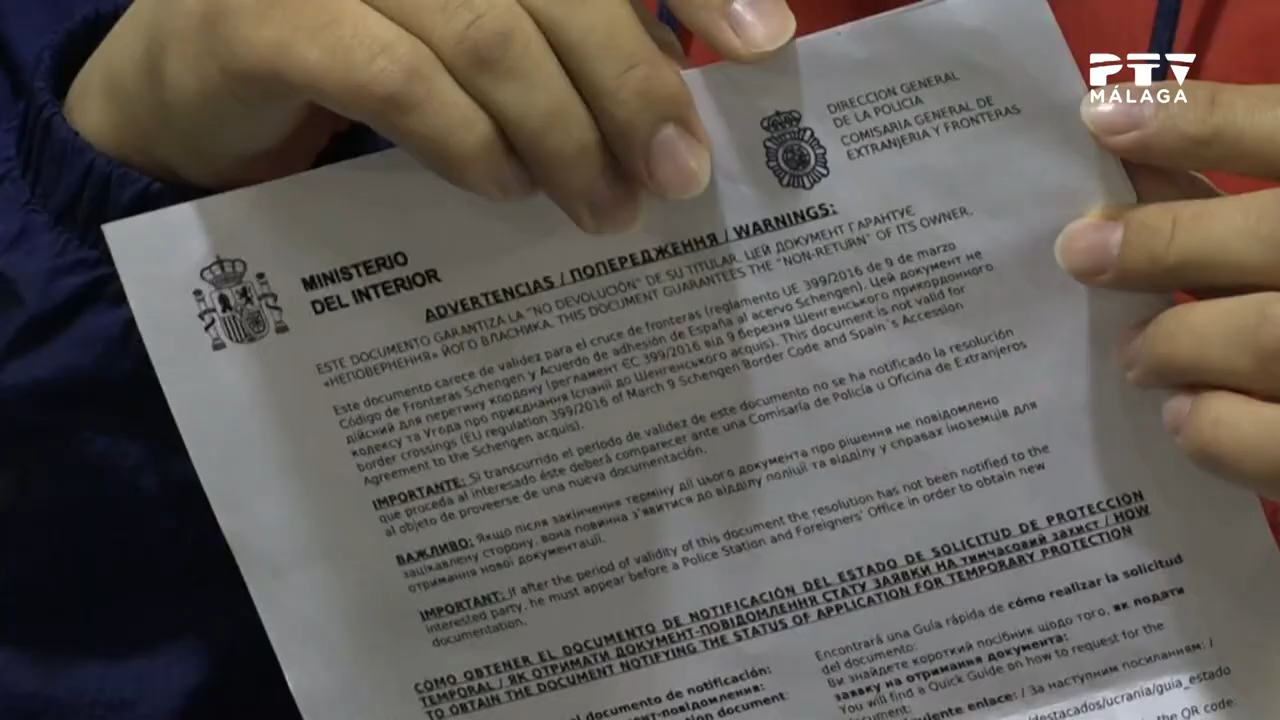 PTV
MÁLAGA
MINISTERIO
DEL INTERIOR
DIRECCION GENERAL
DE LA POLICIA
COMISARIA GENERAL DE
EXTRANJERIA Y FRONTERAS
ADVERTENCIAS / ПОПЕРЕДЖЕННЯ / WARNINGS:
ESTE DOCUMENTO GARANTIZA LA "NO DEVOLUCIÓN" DE SU TITULAR. ЦЕЙ ДОКУМЕНТ ГАРАНТУЄ
«НЕПОВЕРНЕННЯ» ЙОГО ВЛАСНИКА. THIS DOCUMENT GUARANTEES THE "NON-RETURN" OF ITS OWNER.
Este documento carece de validez para el cruce de fronteras (reglamento UE 399/2016 de 9 de marzo
Código de Fronteras Schengen y Acuerdo de adhesión de España al acervo Schengen). Цей документ не
дійсний для перетину кордону (регламент ЄС 399/2016 від 9 березня Шенгенського прикордонного
кодексу та Угода про приєднання Іспанії до Шенгенського acquis). This document is not valid for
border crossings (EU regulation 399/2016 of March 9 Schengen Border Code and Spain´s Accession
Agreement to the Schengen acquis).
IMPORTANTE: Si transcurrido el periodo de validez de este documento no se ha notificado la resolución
que proceda al interesado éste deberá comparecer ante una Comisaría de Policía u Oficina de Extranjeros
al objeto de proveerse de una nueva documentación.
ВАЖЛИВО: Якщо після закінчення терміну дії цього документа про рішення не повідомлено
зацікавлену сторону, вона повинна з'явитися до відділу поліції та відділу у справах іноземців для
отримання нової документації.
IMPORTANT: If after the period of validity of this document the resolution has not been notified to the
interested party, he must appear before a Police Station and Foreigners' Office in order to obtain new
documentation.
CÓMO OBTENER EL DOCUMENTO DE NOTIFICACIÓN DEL ESTADO DE SOLICITUD DE PROTECCIÓN
TEMPORAL / ЯК ОТРИМАТИ ДОКУМЕНТ-ПОВІДОМЛЕННЯ СТАТУ ЗАЯВКИ НА тимчасовий захист / HOW
TO OBTAIN THE DOCUMENT NOTIFYING THE STATUS OF APPLICATION FOR TEMPORARY PROTECTION
documento de notificación:
Encontrará una Guía rápida de cómo realizar la solicitud
del documento:
Ви знайдете короткий посібник щодо того, як подати
заявку на отримання документа:
You will find a Quick Guide on how to request for the
enlace: / За наступним посиланням: /
destacados/ucrania/guia_estado
the QR code: